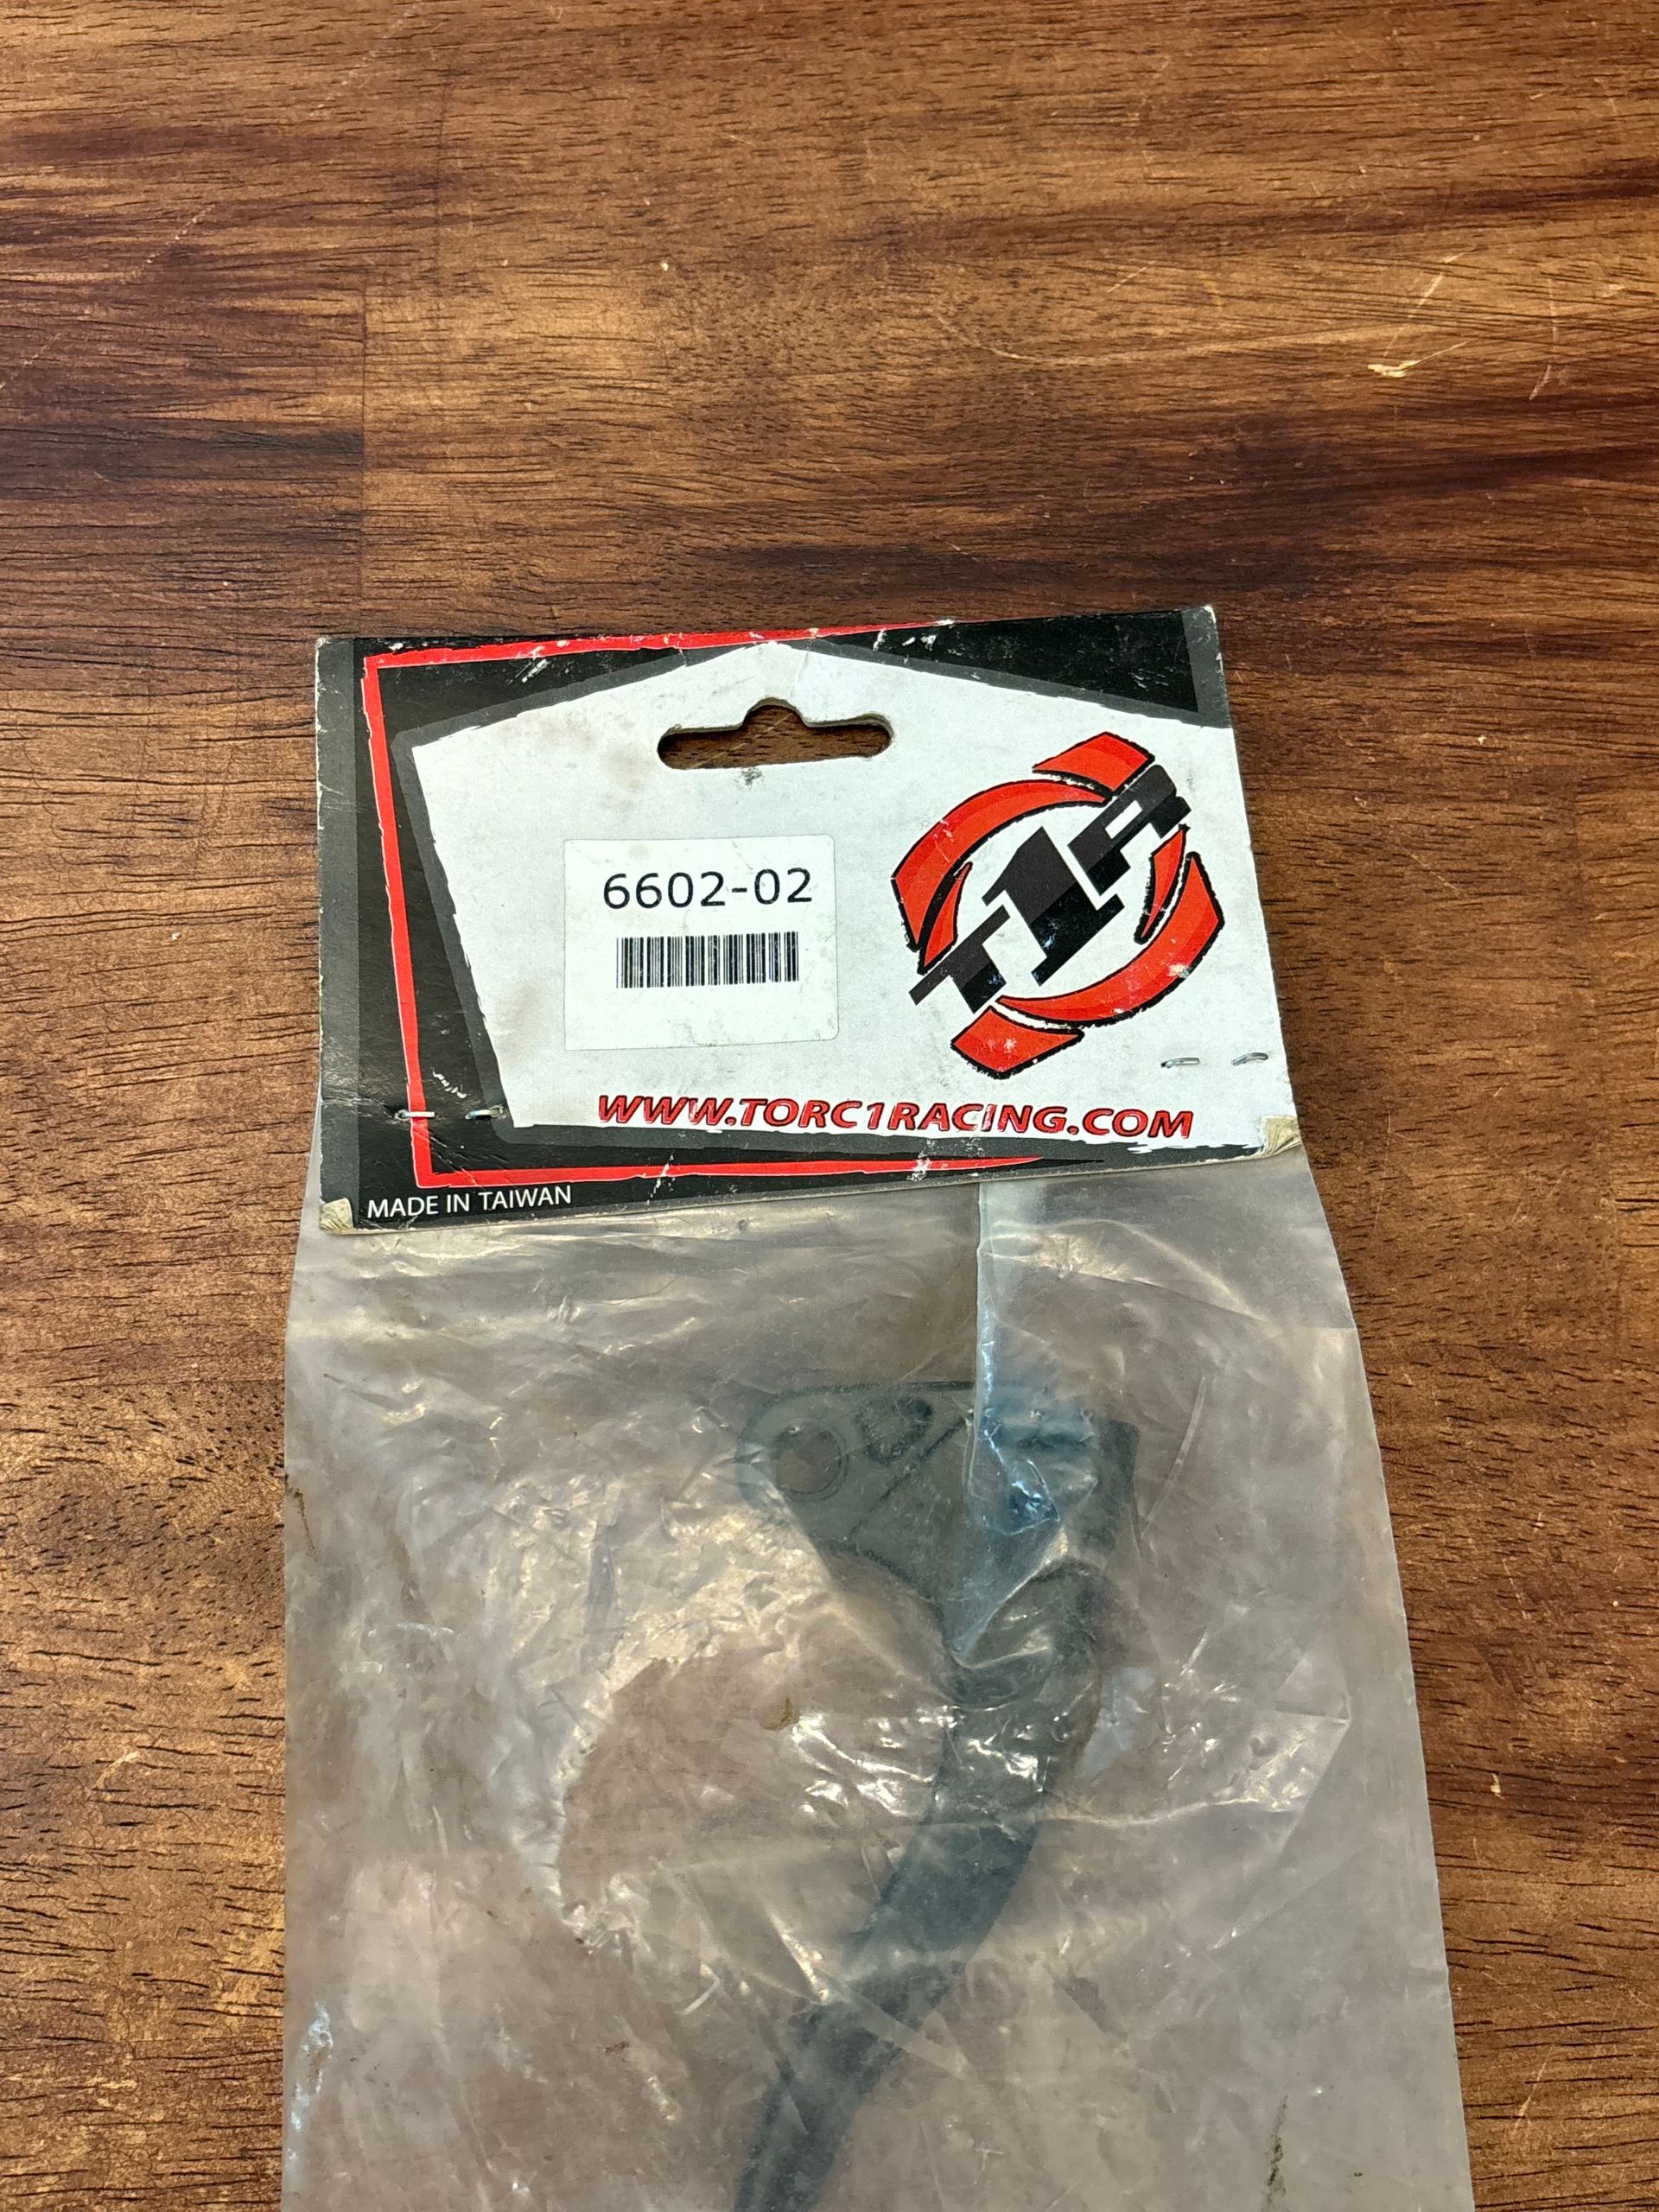 6602-02
T1R
WWW.TORC1RACING.COM
MADE IN TAIWAN